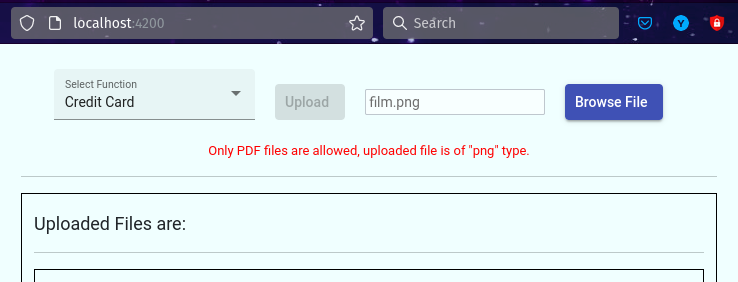 localhost:4200
Search
Y
Select Function
Credit Card
Upload
film.png
Browse File
Only PDF files are allowed, uploaded file is of "png" type.
Uploaded Files are: